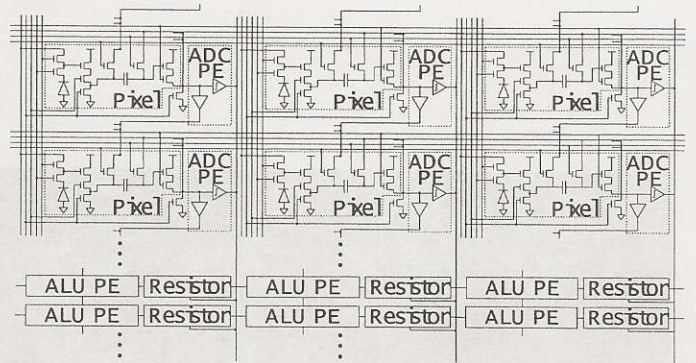 ADC ADC ADC
PE PE PE
Pixel Pixel Pixel
ADC ADC ADC
PE PE PE
Pixel Pixel Pixel
ALU PE Resistor ALU PE Resistor ALU PE Resistor
ALU PE Resistor ALU PE Resistor ALU PE Resistor